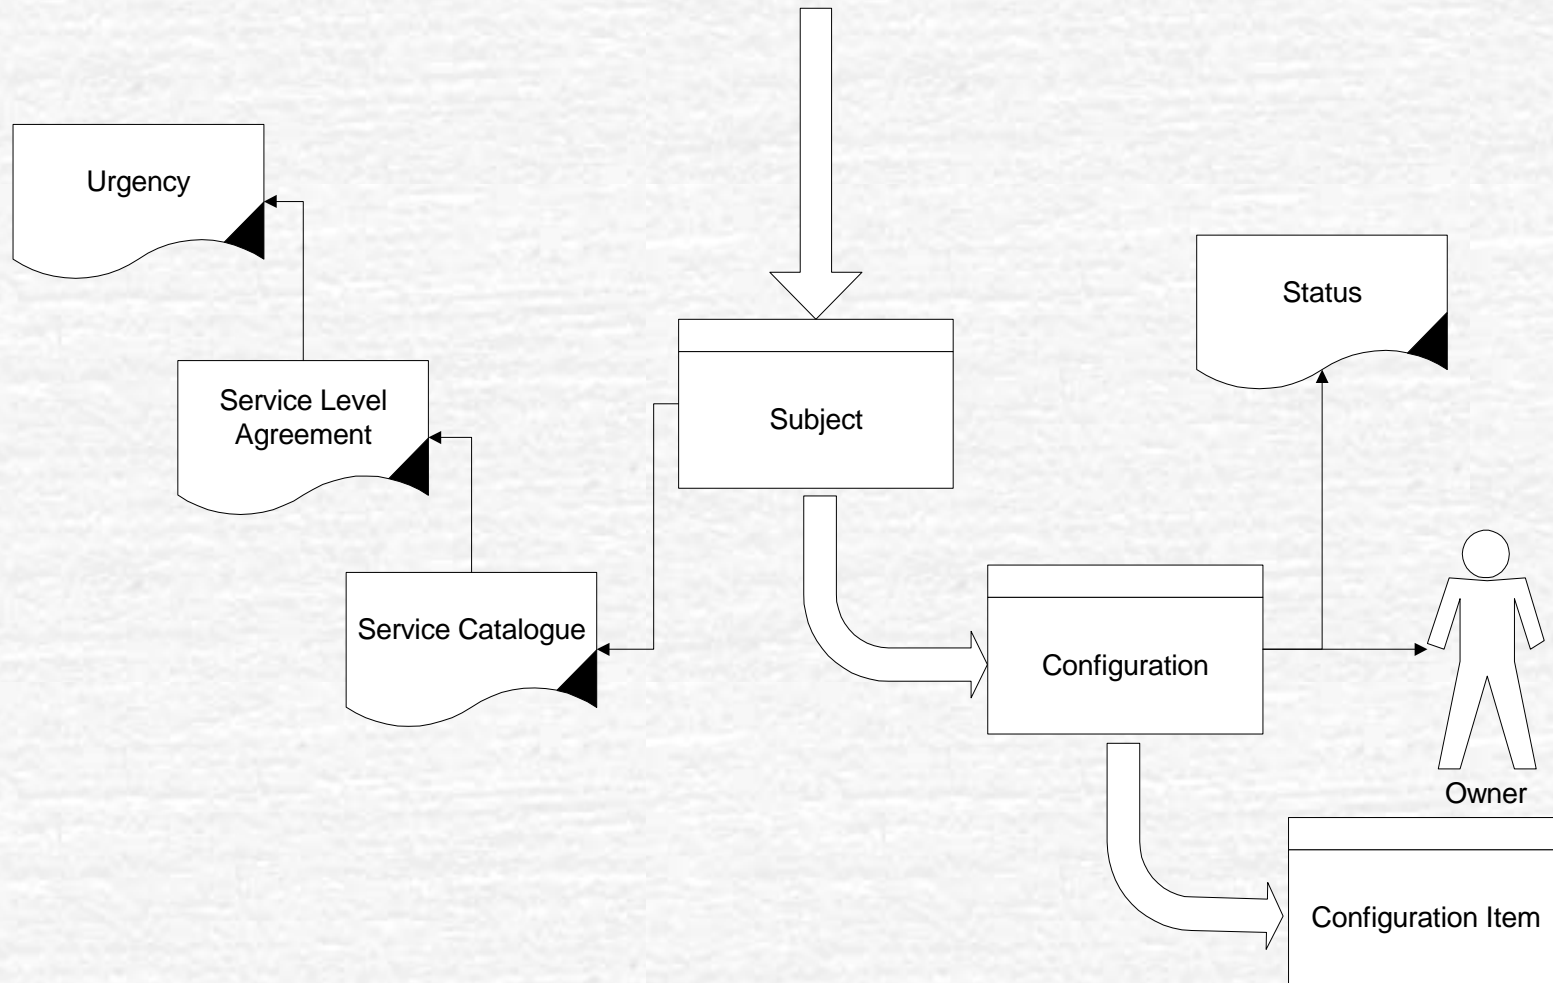 Urgency
Status
Service Level
Agreement
Subject
Service Catalogue
Configuration
Owner
Configuration Item